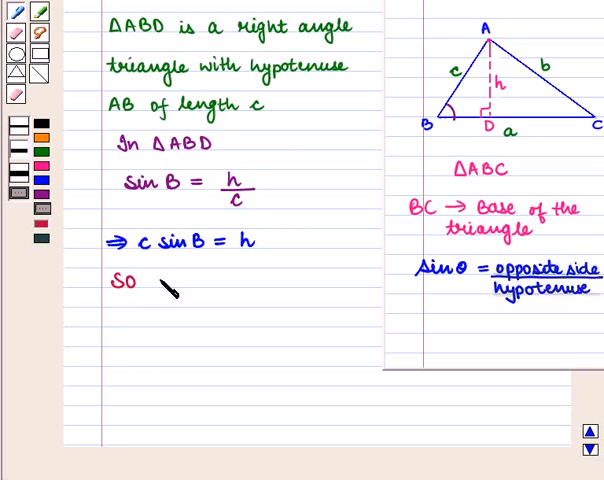 ΔABD is a right angle
triangle with hypotenuse
AB of length c
In ΔABD
sin B = h/c
⇒ c sin B = h
SO
A
c
b
h
B
D
C
a
ΔABC
BC → Base of the
triangle
sinθ = opposite side/hypotenuse